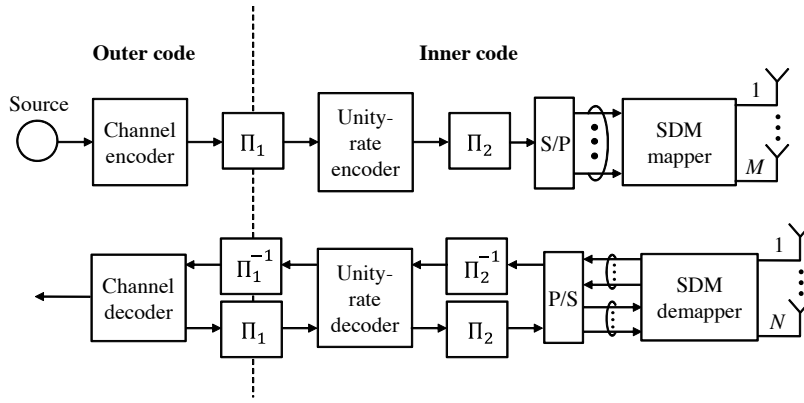 Outer code
Inner code
Source
Channel
encoder
Π₁
Unity-
rate
encoder
Π₂
S/P
SDM
mapper
1
M
Channel
decoder
Π₁⁻¹
Π₁
Unity-
rate
decoder
Π₂⁻¹
Π₂
P/S
SDM
demapper
1
N